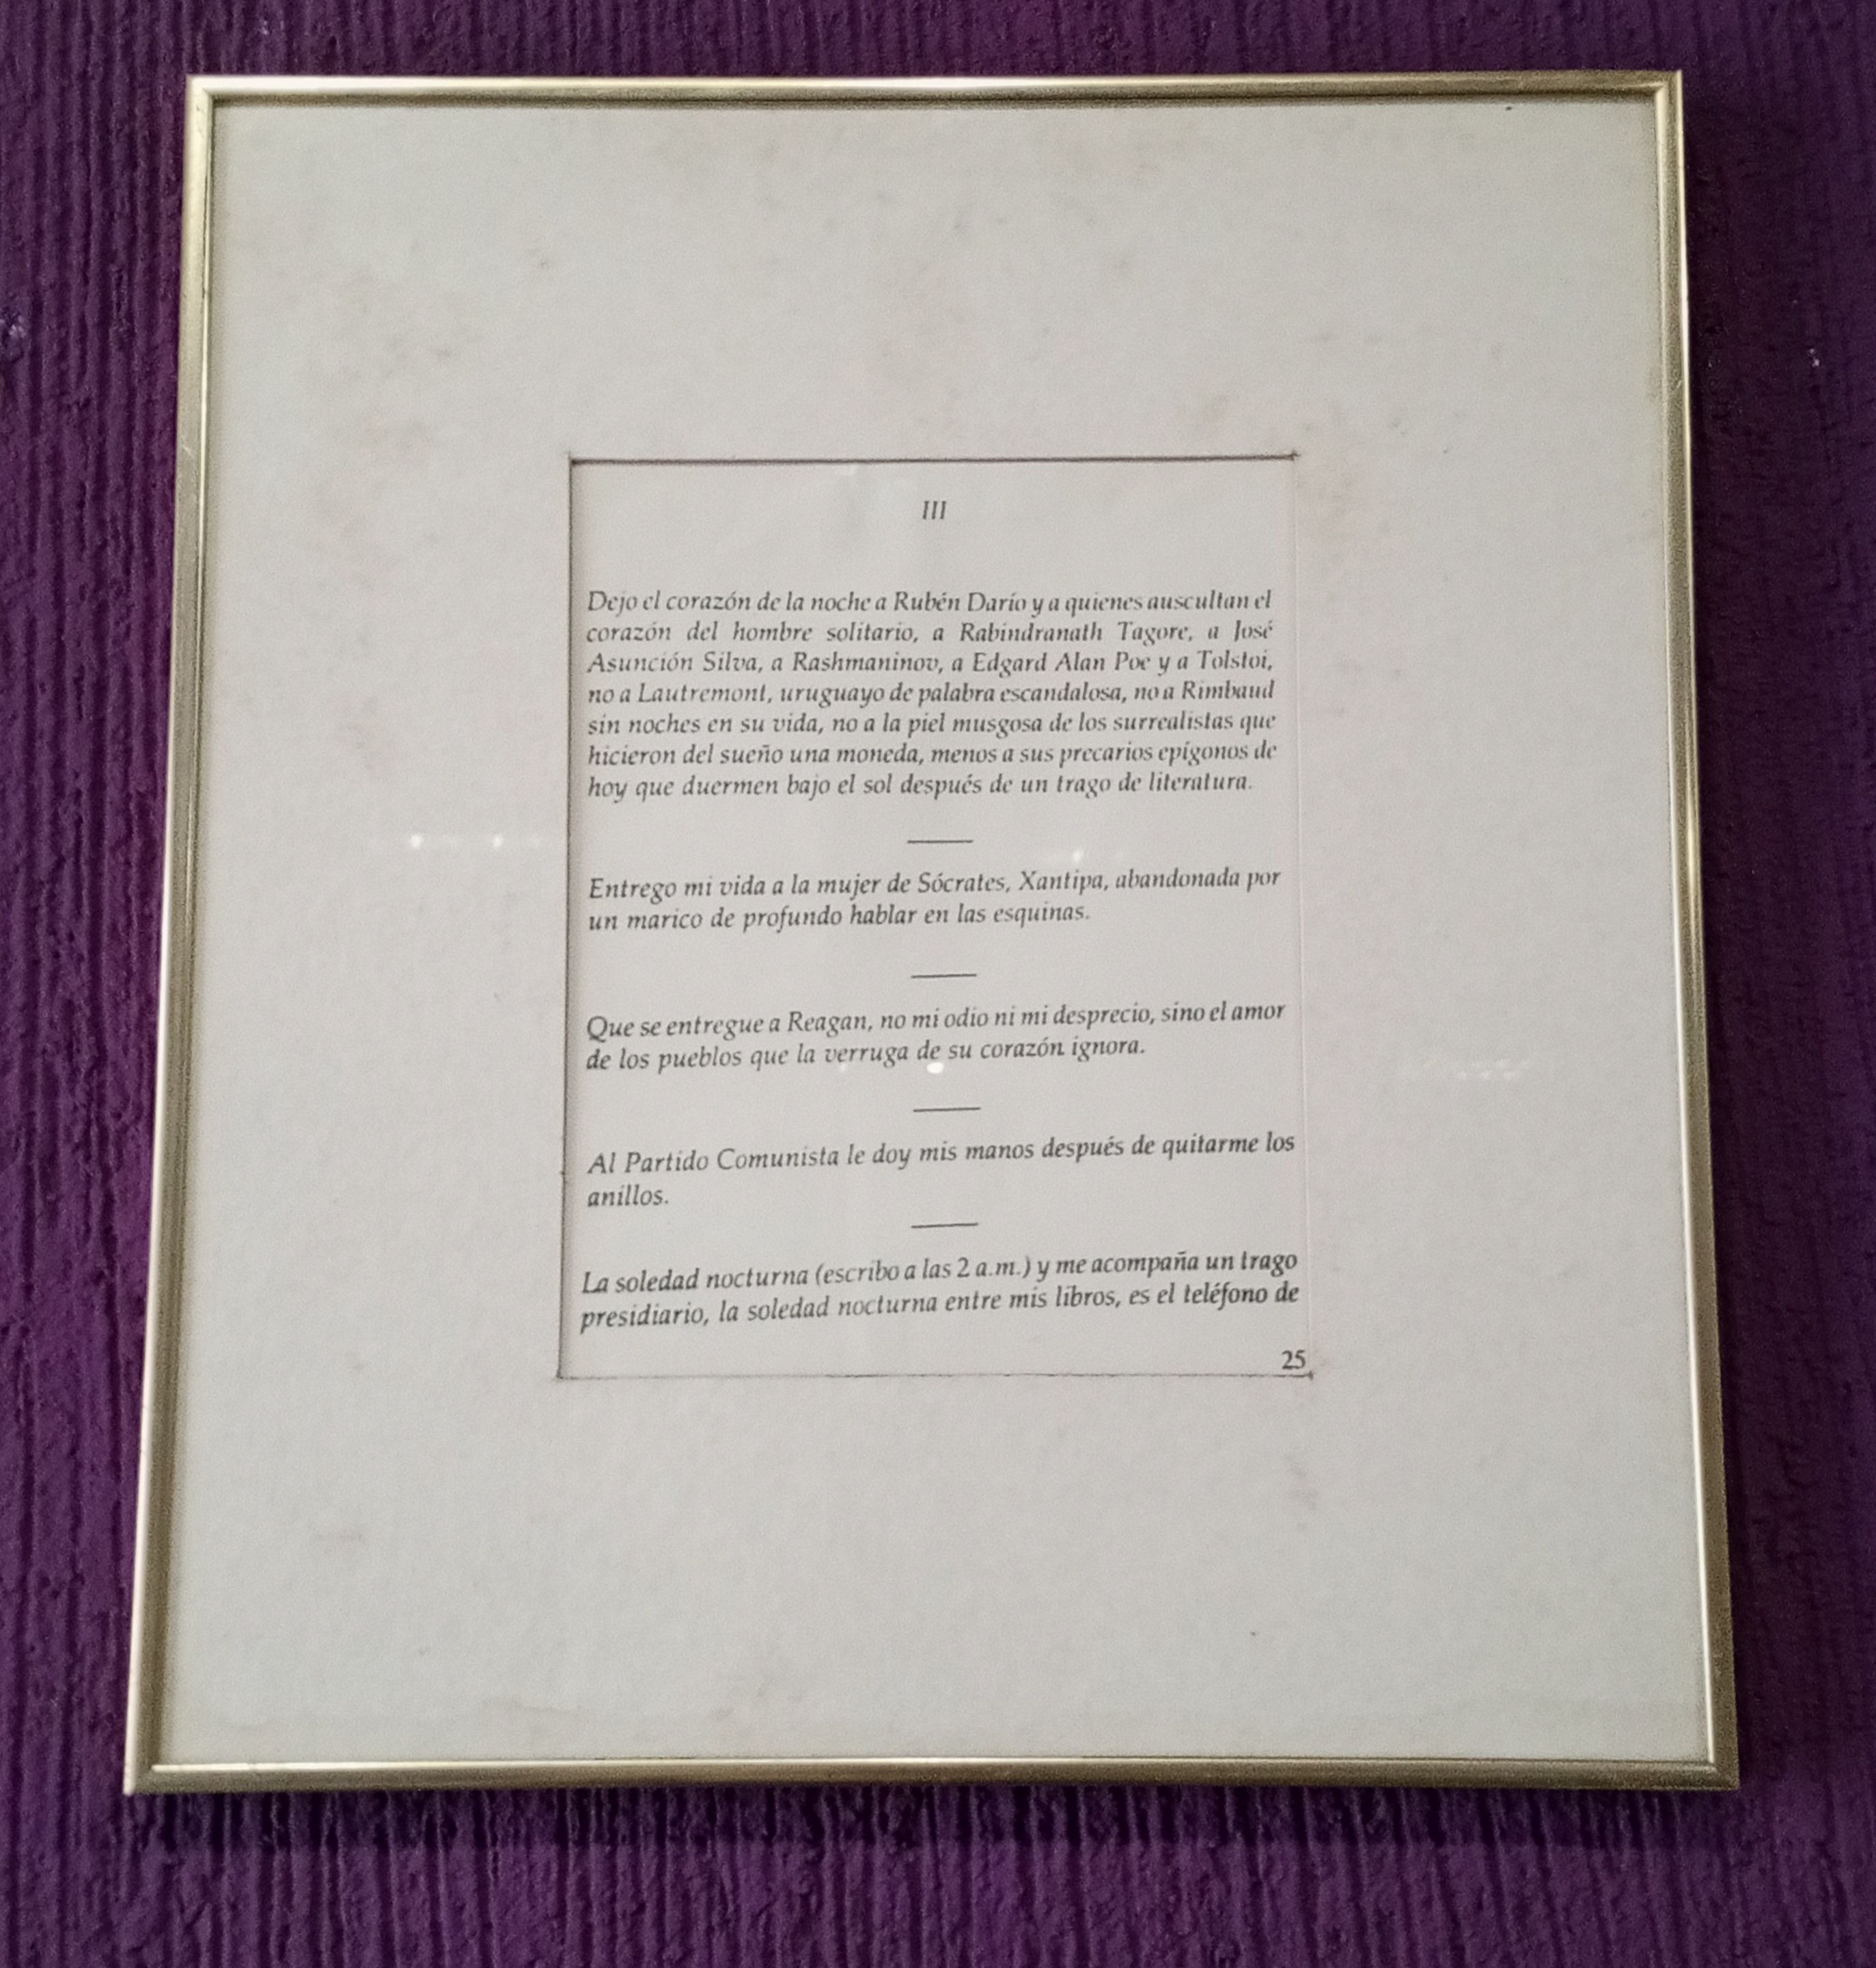 III
Dejo el corazón de la noche a Rubén Darío y a quienes auscultan el
corazón del hombre solitario, a Rabindranath Tagore, a José
Asunción Silva, a Rashmaninov, a Edgard Alan Poe y a Tolstoi,
no a Lautremont, uruguayo de palabra escandalosa, no a Rimbaud
sin noches en su vida, no a la piel musgosa de los surrealistas que
hicieron del sueño una moneda, menos a sus precarios epígonos de
hoy que duermen bajo el sol después de un trago de literatura.
Entrego mi vida a la mujer de Sócrates, Xantipa, abandonada por
un marico de profundo hablar en las esquinas.
Que se entregue a Reagan, no mi odio ni mi desprecio, sino el amor
de los pueblos que la verruga de su corazón ignora.
Al Partido Comunista le doy mis manos después de quitarme los
anillos.
La soledad nocturna (escribo a las 2 a.m.) y me acompaña un trago
presidiario, la soledad nocturna entre mis libros, es el teléfono de
25